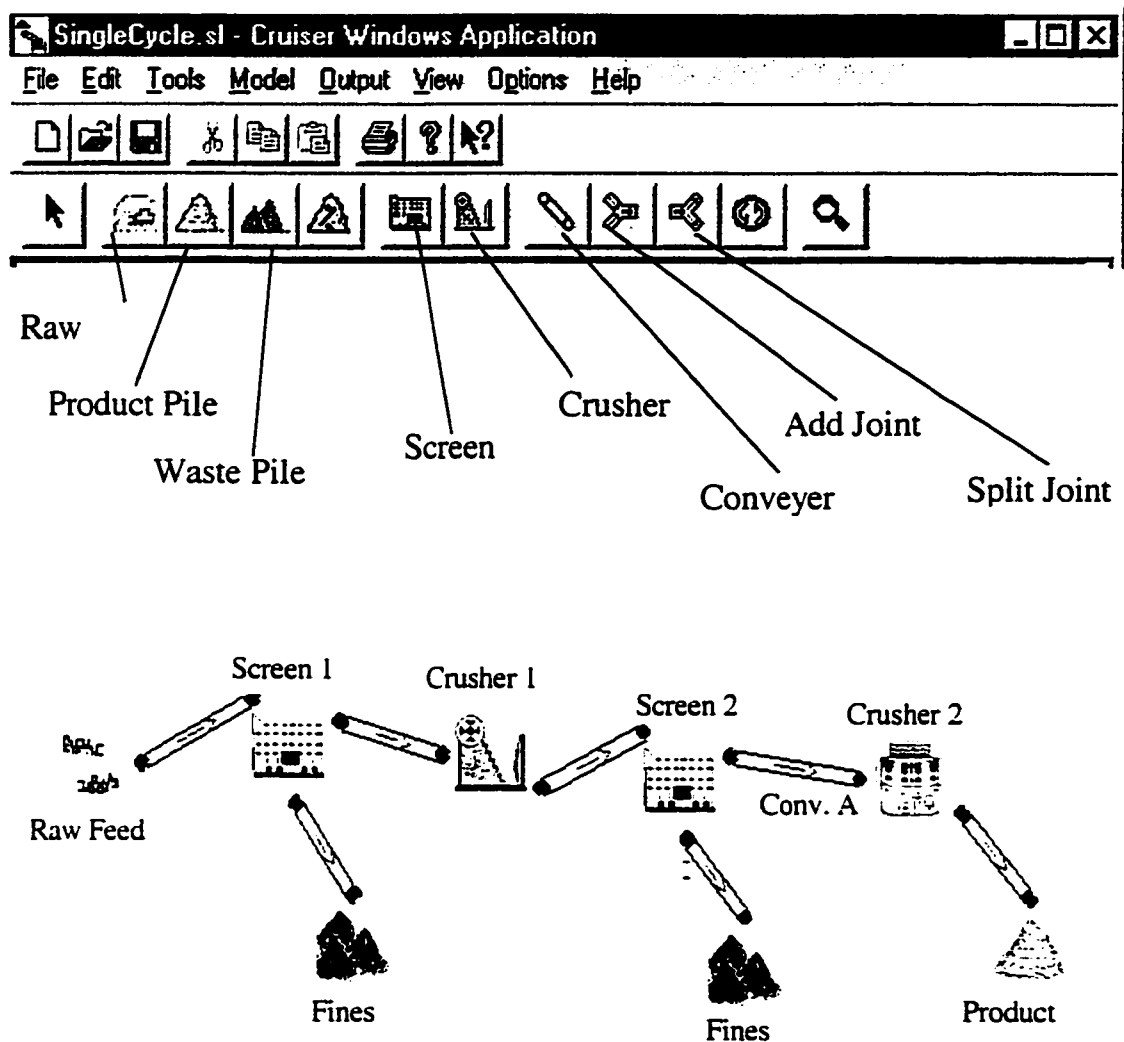 SingleCycle.sl - Cruiser Windows Application
File Edit Tools Model Output View Options Help
Raw
Product Pile
Waste Pile
Screen
Crusher
Conveyer
Add Joint
Split Joint
Screen 1
Crusher 1
Screen 2
Crusher 2
Conv. A
Raw Feed
Fines
Fines
Product